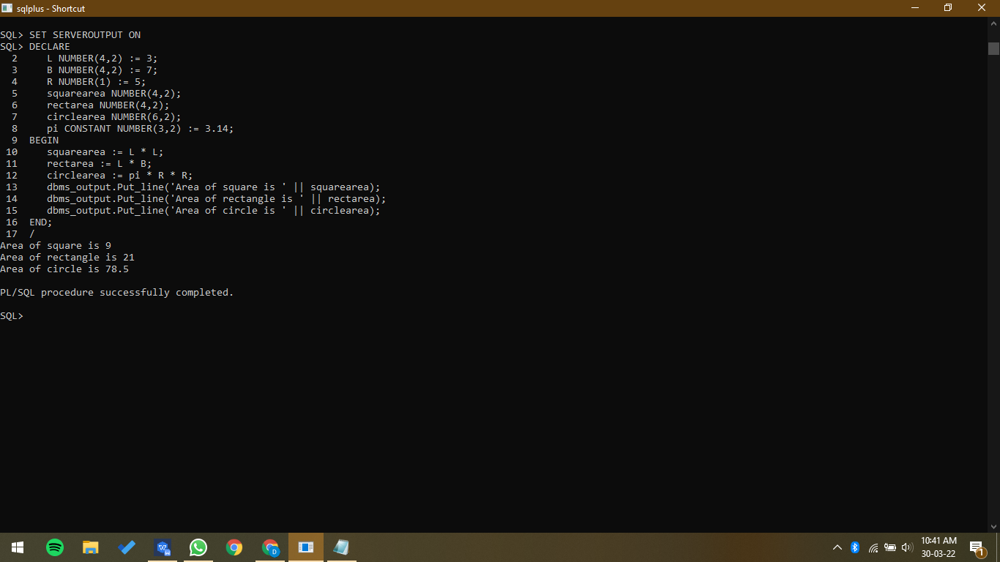 sqlplus - Shortcut
SQL> SET SERVEROUTPUT ON
SQL> DECLARE
  2     L NUMBER(4,2) := 3;
  3     B NUMBER(4,2) := 7;
  4     R NUMBER(1) := 5;
  5     squarearea NUMBER(4,2);
  6     rectarea NUMBER(4,2);
  7     circlearea NUMBER(6,2);
  8     pi CONSTANT NUMBER(3,2) := 3.14;
  9  BEGIN
 10     squarearea := L * L;
 11     rectarea := L * B;
 12     circlearea := pi * R * R;
 13     dbms_output.Put_line('Area of square is ' || squarearea);
 14     dbms_output.Put_line('Area of rectangle is ' || rectarea);
 15     dbms_output.Put_line('Area of circle is ' || circlearea);
 16  END;
 17  /
Area of square is 9
Area of rectangle is 21
Area of circle is 78.5
PL/SQL procedure successfully completed.
SQL>
D
10:41 AM
30-03-22
1